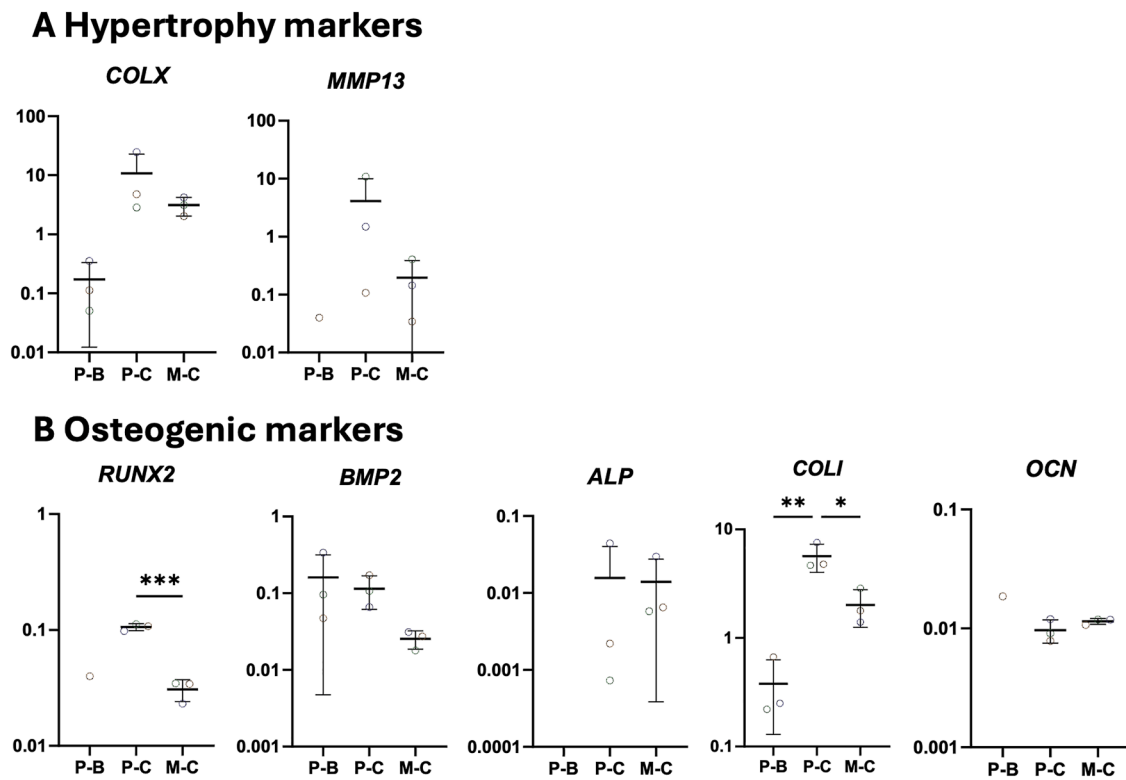 A Hypertrophy markers
COLX
MMP13
100
10
1
0.1
0.01
P-B P-C M-C
100
10
1
0.1
0.01
P-B P-C M-C
B Osteogenic markers
RUNX2
BMP2
ALP
COLI
OCN
1
0.1
0.01
***
P-B P-C M-C
1
0.1
0.01
0.001
P-B P-C M-C
0.1
0.01
0.001
0.0001
P-B P-C M-C
10
1
0.1
** *
P-B P-C M-C
0.1
0.01
0.001
P-B P-C M-C